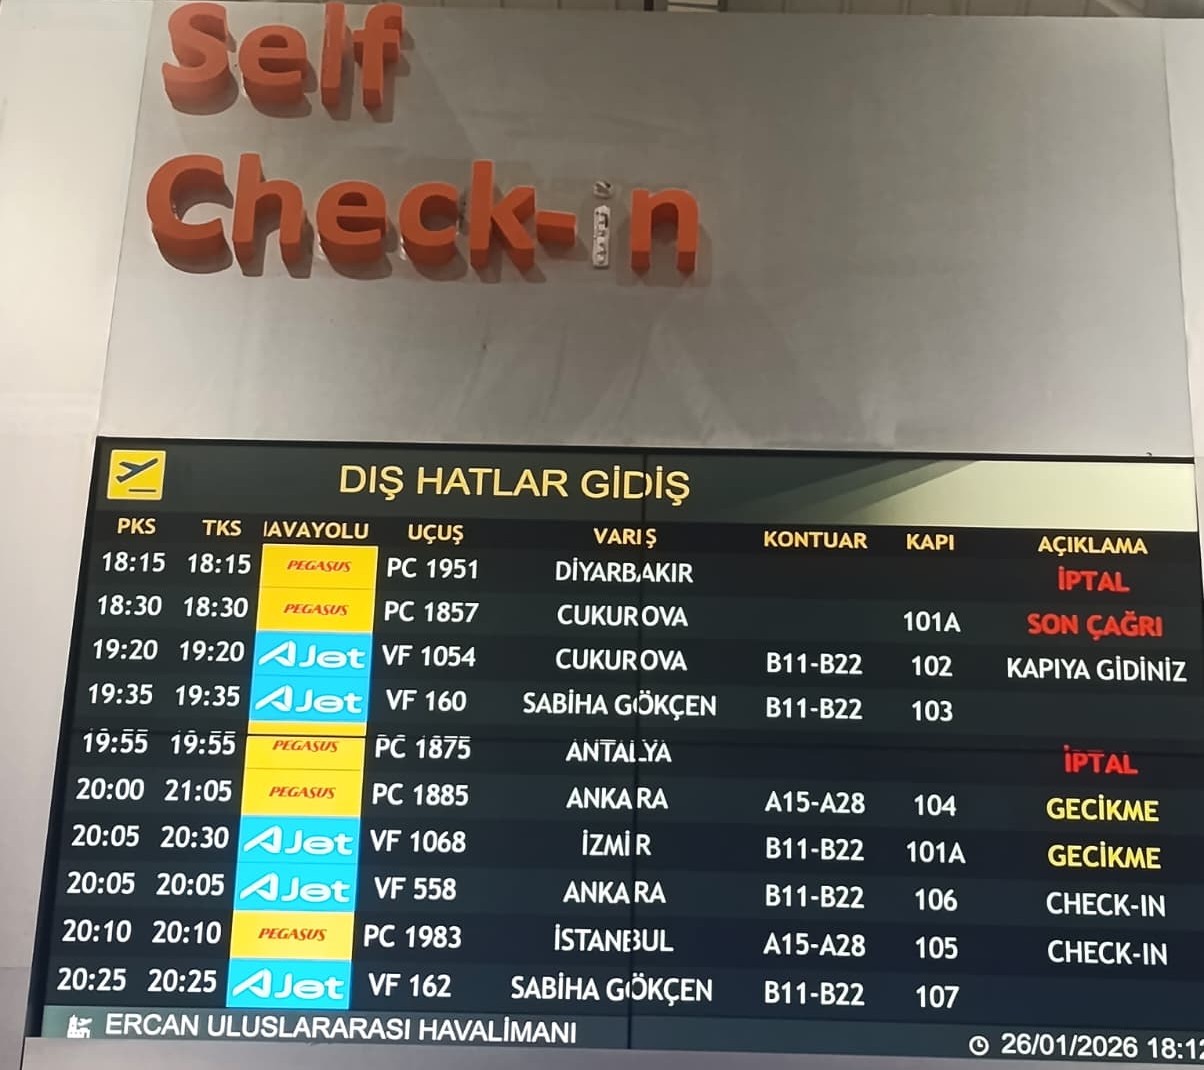 Self
Check-in
DIŞ HATLAR GİDİŞ
PKS TKS HAVAYOLU UÇUŞ VARIŞ KONTUAR KAPI AÇIKLAMA
18:15 18:15 PEGASUS PC 1951 DİYARBAKIR İPTAL
18:30 18:30 PEGASUS PC 1857 CUKUROVA 101A SON ÇAĞRI
19:20 19:20 AJet VF 1054 CUKUROVA B11-B22 102 KAPIYA GİDİNİZ
19:35 19:35 AJet VF 160 SABİHA GÖKÇEN B11-B22 103
19:55 19:55 PEGASUS PC 1875 ANTALYA İPTAL
20:00 21:05 PEGASUS PC 1885 ANKARA A15-A28 104 GECİKME
20:05 20:30 AJet VF 1068 İZMİR B11-B22 101A GECİKME
20:05 20:05 AJet VF 558 ANKARA B11-B22 106 CHECK-IN
20:10 20:10 PEGASUS PC 1983 İSTANBUL A15-A28 105 CHECK-IN
20:25 20:25 AJet VF 162 SABİHA GÖKÇEN B11-B22 107
ERCAN ULUSLARARASI HAVALİMANI 26/01/2026 18:12